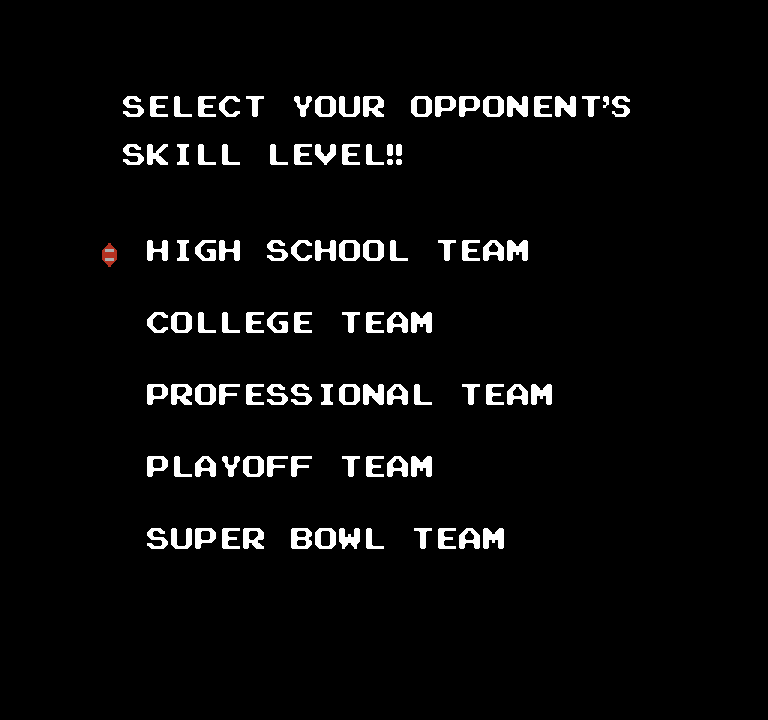 SELECT YOUR OPPONENT'S
SKILL LEVEL!!
HIGH SCHOOL TEAM
COLLEGE TEAM
PROFESSIONAL TEAM
PLAYOFF TEAM
SUPER BOWL TEAM